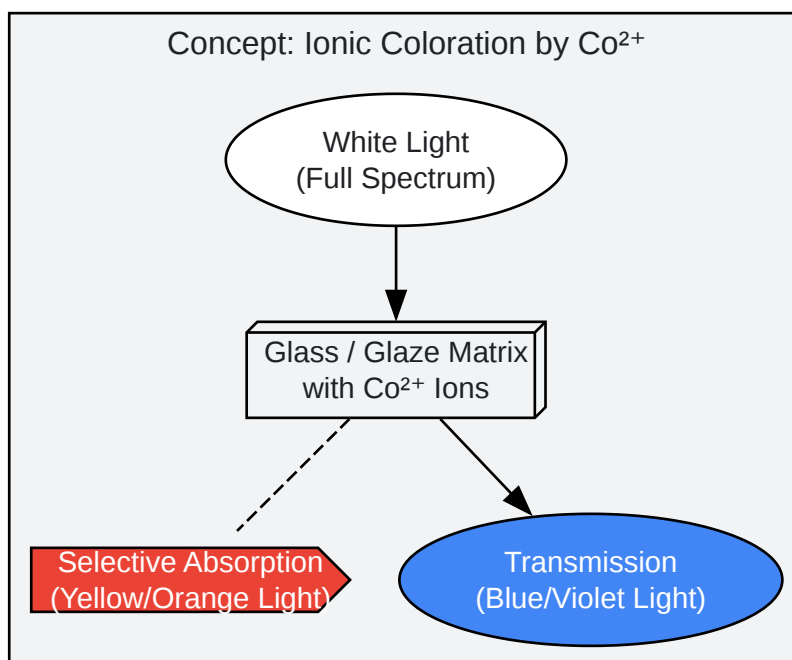 Concept: Ionic Coloration by Co²⁺
White Light
(Full Spectrum)
Glass / Glaze Matrix
with Co²⁺ Ions
Selective Absorption
(Yellow/Orange Light)
Transmission
(Blue/Violet Light)